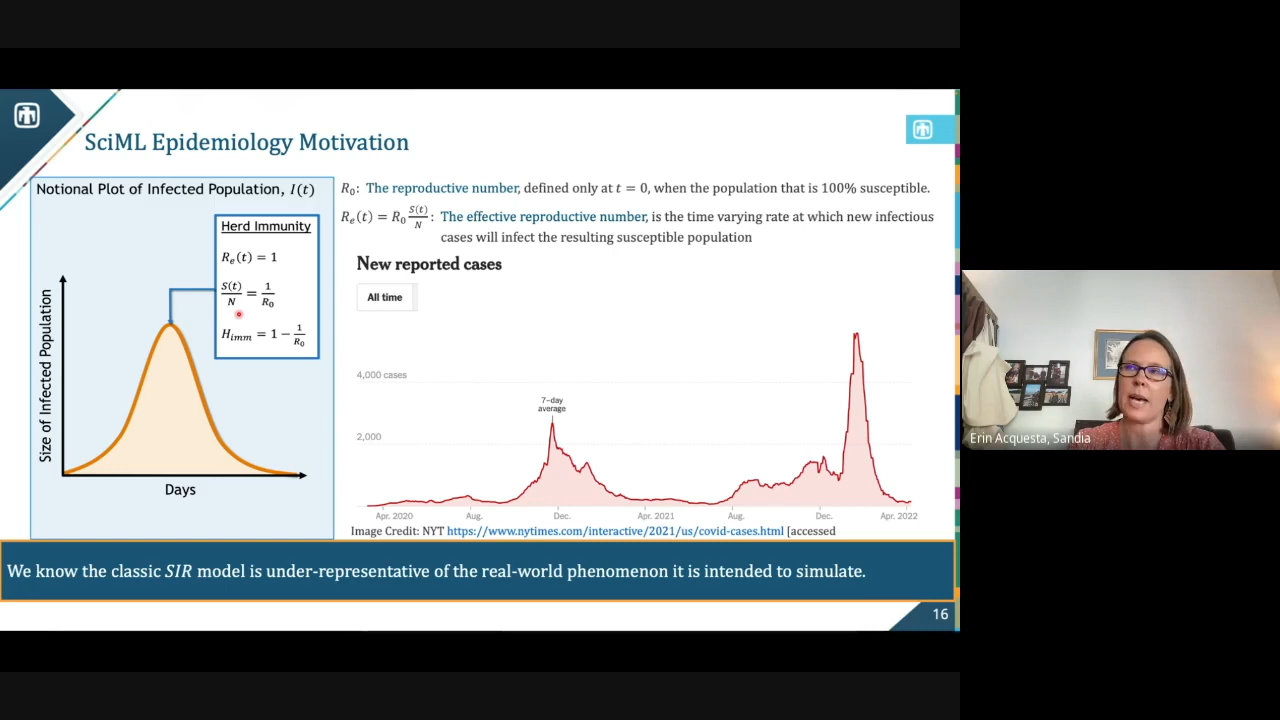 SciML Epidemiology Motivation
Notional Plot of Infected Population, I(t)
Herd Immunity
R_e(t) = 1
S(t)/N = 1/R_0
H_imm = 1 − 1/R_0
Size of Infected Population
Days
R_0: The reproductive number, defined only at t = 0, when the population that is 100% susceptible.
R_e(t) = R_0 S(t)/N: The effective reproductive number, is the time varying rate at which new infectious
cases will infect the resulting susceptible population
New reported cases
All time
4,000 cases
7–day
average
2,000
Apr. 2020 Aug. Dec. Apr. 2021 Aug. Dec. Apr. 2022
Image Credit: NYT https://www.nytimes.com/interactive/2021/us/covid-cases.html [accessed
We know the classic SIR model is under-representative of the real-world phenomenon it is intended to simulate.
16
Erin Acquesta, Sandia